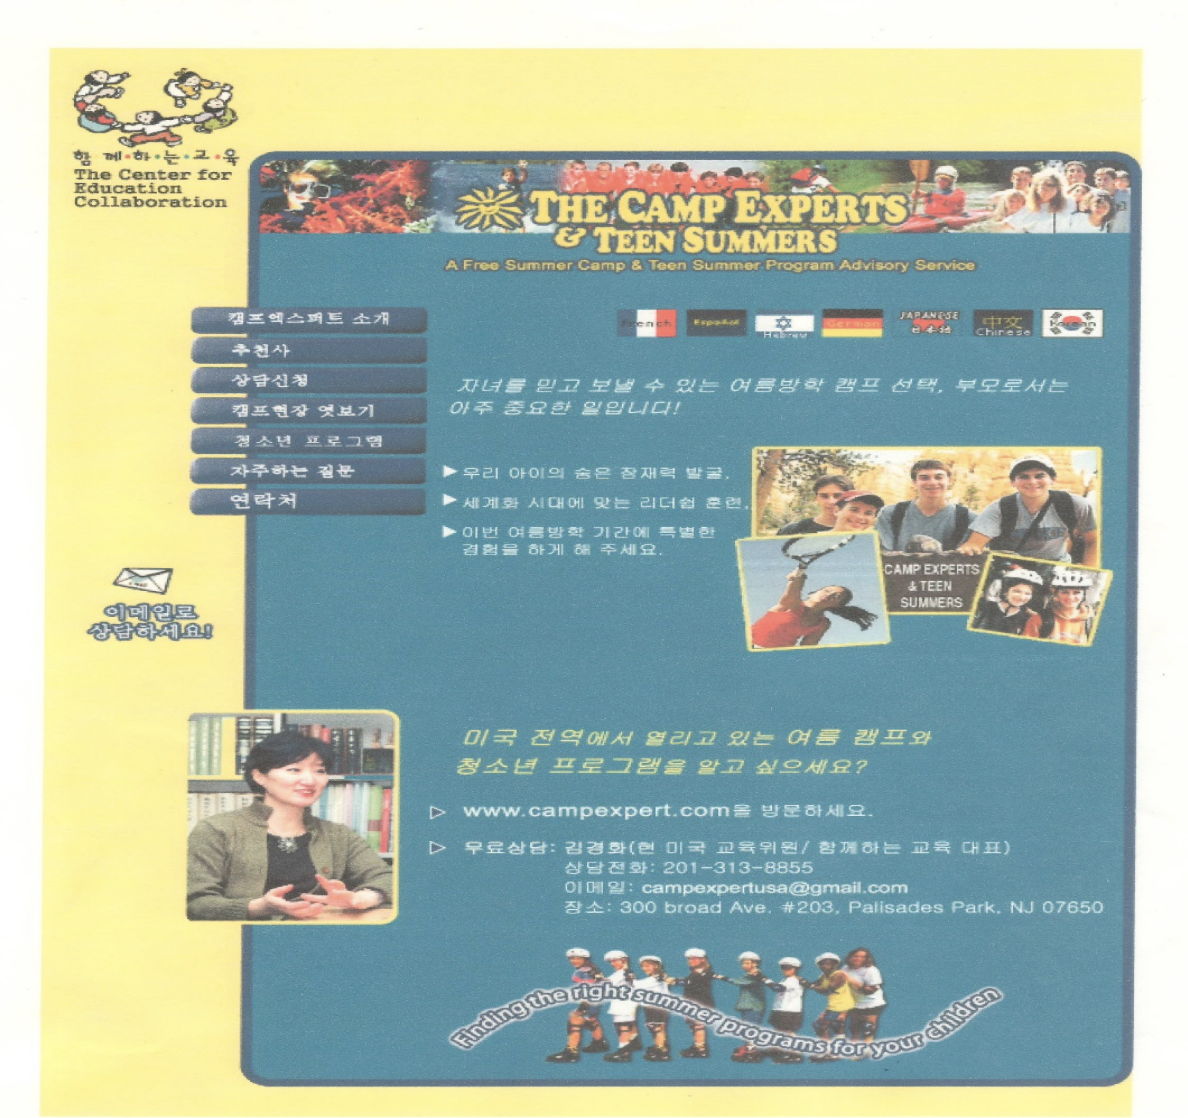 함께·하·는·교·육
The Center for
Education
Collaboration
THE CAMP EXPERTS
& TEEN SUMMERS
A Free Summer Camp & Teen Summer Program Advisory Service
캠프엑스퍼트 소개
추천사
상담신청
캠프현장 엿보기
청소년 프로그램
자주하는 질문
연락처
French
Español
Hebrew
German
JAPANESE
日本語
中文
Chinese
Korean
자녀를 믿고 보낼 수 있는 여름방학 캠프 선택, 부모로서는
아주 중요한 일입니다!
▶우리 아이의 숨은 잠재력 발굴,
▶세계화 시대에 맞는 리더쉽 훈련,
▶이번 여름방학 기간에 특별한
경험을 하게 해 주세요.
CAMP EXPERTS
& TEEN
SUMMERS
이메일로
상담하세요!
미국 전역에서 열리고 있는 여름 캠프와
청소년 프로그램을 알고 싶으세요?
▷ www.campexpert.com을 방문하세요.
▷ 무료상담: 김경화(현 미국 교육위원/ 함께하는 교육 대표)
상담전화: 201-313-8855
이메일: campexpertusa@gmail.com
장소: 300 broad Ave. #203, Palisades Park, NJ 07650
Finding the right summer programs for your children